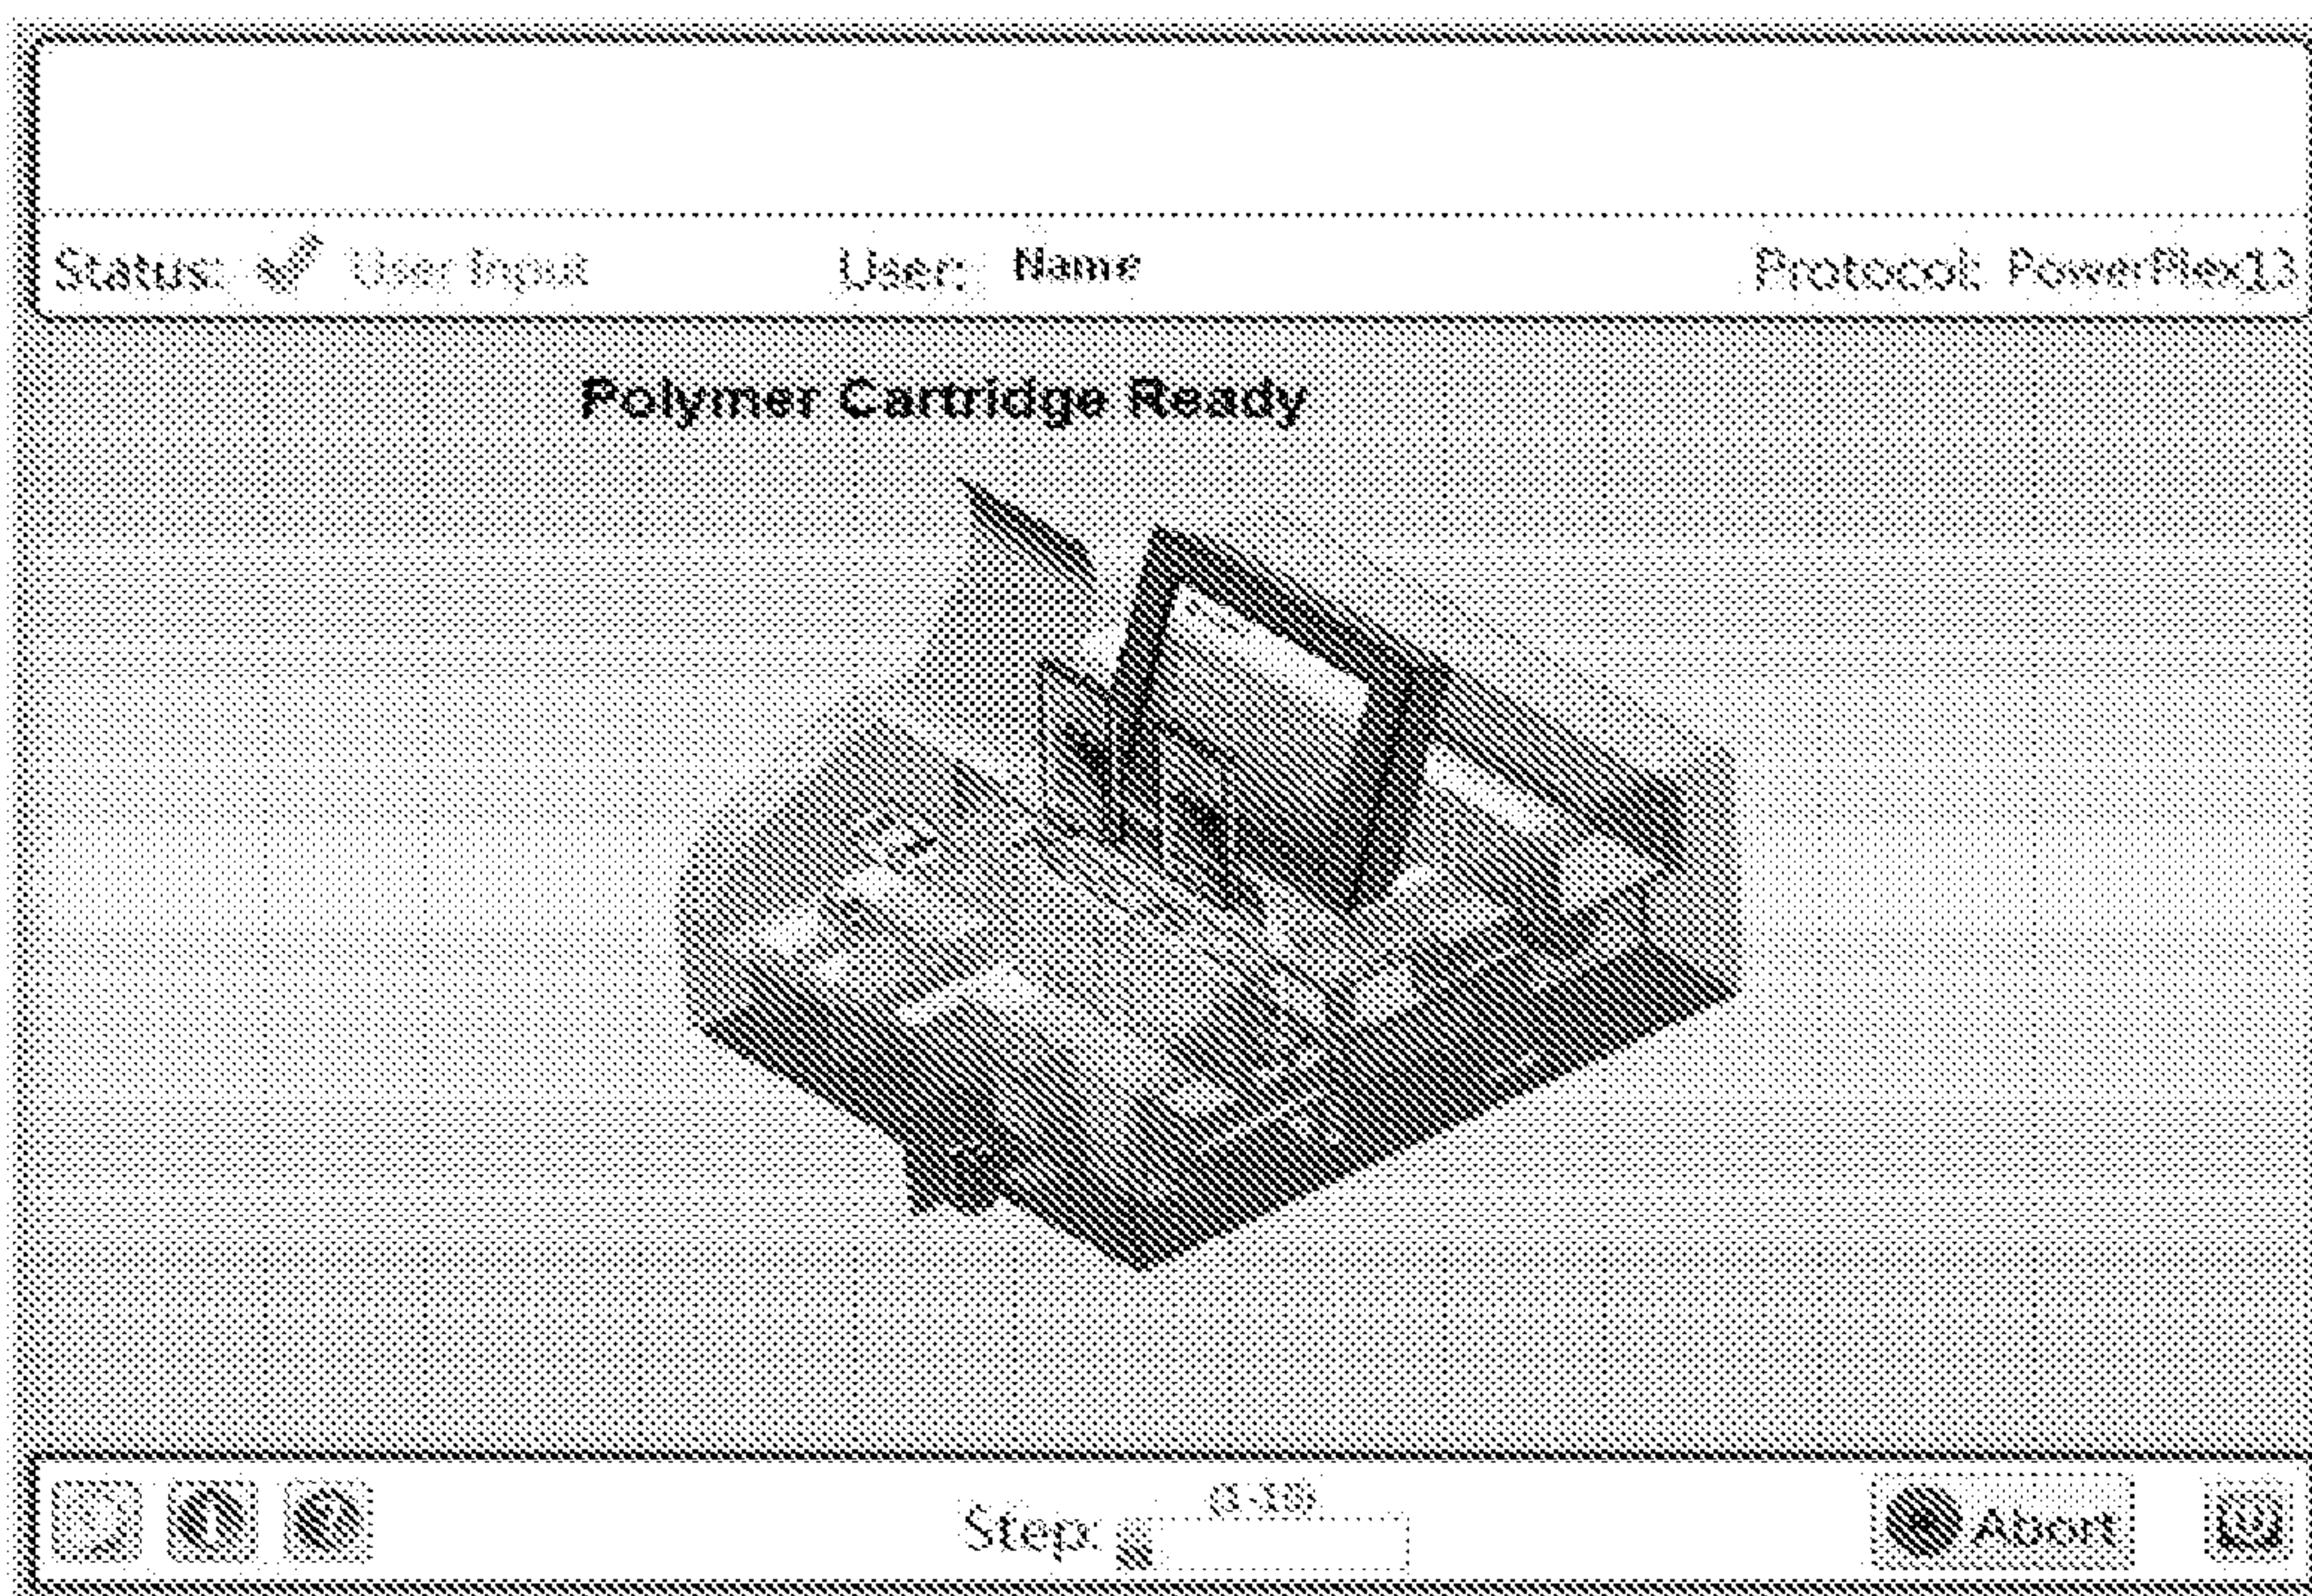 Status: User Input User: Name Protocol: PowerPlex13
Polymer Cartridge Ready
Step: Abort